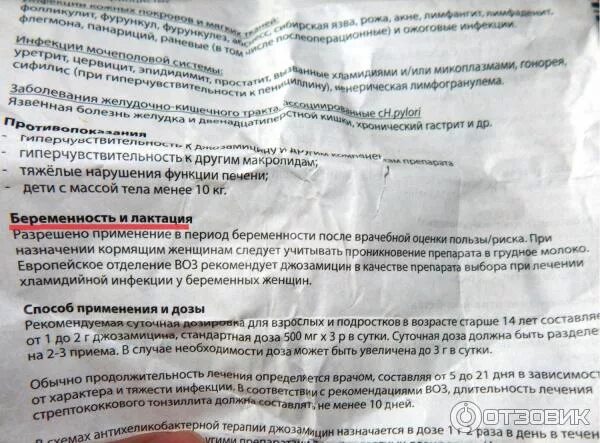 Инфекции кожных покровов и мягких тканей:
фолликулит, фурункул, фурункулез, абсцесс, сибирская язва, рожа, акне, лимфангит, лимфаденит,
флегмона, панариций, раневые (в том числе послеоперационные) и ожоговые инфекции.
Инфекции мочеполовой системы:
уретрит, цервицит, эпидидимит, простатит, вызванные хламидиями и/или микоплазмами, гонорея,
сифилис (при гиперчувствительности к пенициллину), венерическая лимфогранулема.
Заболевания желудочно-кишечного тракта, ассоциированные с H.pylori
Язвенная болезнь желудка и двенадцатиперстной кишки, хронический гастрит и др.
Противопоказания
- гиперчувствительность к джозамицину и другим компонентам препарата
- гиперчувствительность к другим макролидам;
- тяжёлые нарушения функции печени;
- дети с массой тела менее 10 кг.
Беременность и лактация
Разрешено применение в период беременности после врачебной оценки пользы/риска. При
назначении кормящим женщинам следует учитывать проникновение препарата в грудное молоко.
Европейское отделение ВОЗ рекомендует джозамицин в качестве препарата выбора при лечении
хламидийной инфекции у беременных женщин.
Способ применения и дозы
Рекомендуемая суточная дозировка для взрослых и подростков в возрасте старше 14 лет составляе
от 1 до 2 г джозамицина, стандартная доза 500 мг х 3 р в сутки. Суточная доза должна быть разделе
на 2-3 приема. В случае необходимости доза может быть увеличена до 3 г в сутки.
Обычно продолжительность лечения определяется врачом, составляя от 5 до 21 дня в зависимос
от характера и тяжести инфекции. В соответствии с рекомендациями ВОЗ, длительность лечения
стрептококкового тонзиллита должна составлять не менее 10 дней.
В схемах антихеликобактерной терапии джозамицин назначается в дозе 1 г 2 раза в день в течен
ОТЗОВИК